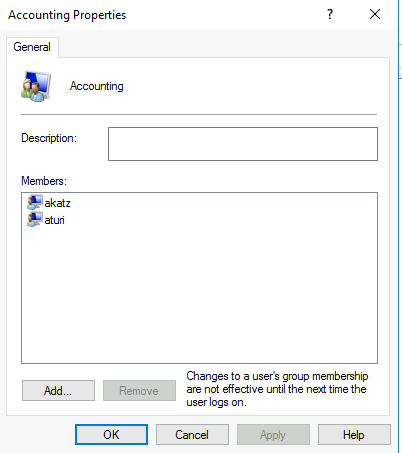 Accounting Properties
General
Accounting
Description:
Members:
akatz
aturi
Add...
Remove
Changes to a user's group membership
are not effective until the next time the
user logs on.
OK
Cancel
Apply
Help